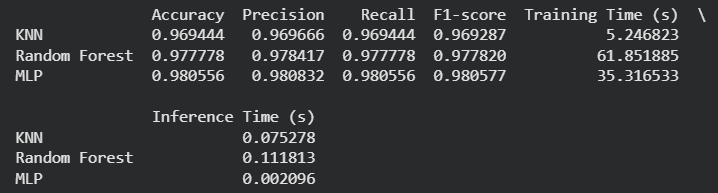 Accuracy Precision Recall F1-score Training Time (s) \
KNN 0.969444 0.969666 0.969444 0.969287 5.246823
Random Forest 0.977778 0.978417 0.977778 0.977820 61.851885
MLP 0.980556 0.980832 0.980556 0.980577 35.316533
Inference Time (s)
KNN 0.075278
Random Forest 0.111813
MLP 0.002096